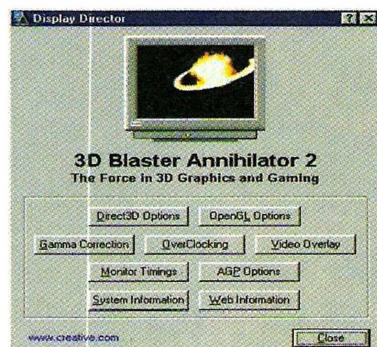 Display Director
3D Blaster Annihilator 2
The Force in 3D Graphics and Gaming
Direct3D Options OpenGL Options
Gamma Correction OverClocking Video Overlay
Monitor Timings AGP Options
System Information Web Information
www.creative.com Close